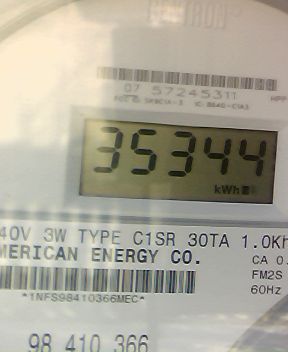 07 57245311
35344
kWh
40V 3W TYPE C1SR 30TA 1.0Kh
MERICAN ENERGY CO.
CA 0.
FM2S
60Hz
*1NFS98410366MEC*
98 410 366